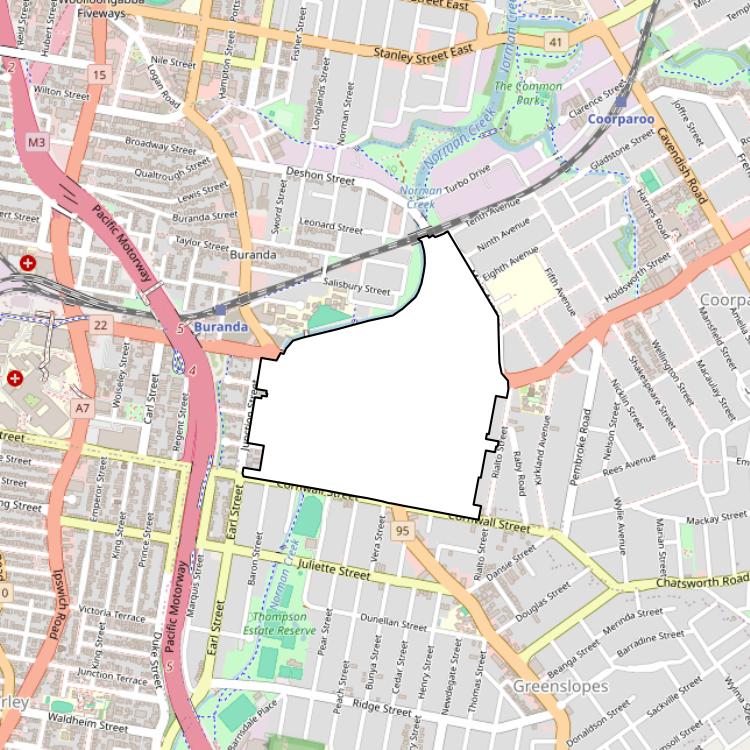 Woolloongabba
Fiveways
Reid Street
Hubert Street
Potts
Street East
Fisher Street
Hampton Street
Nile Street
Logan Road
Stanley Street East
Norman Creek
41
2
15
Wilton Street
Longlands Street
Norman Street
The Common
Park
Clarence Street
Coorparoo
Joffre Street
M3
Broadway Street
Norman Creek
Gladstone Street
Cavendish Road
Qualtrough Street
Deshon Street
Turbo Drive
Lewis Street
Norman
Creek
Sword Street
Harries Road
Buranda Street
Pacific Motorway
Leonard Street
Tenth Avenue
Ninth Avenue
Taylor Street
Buranda
Eighth Avenue
Fifth Avenue
Holdsworth Street
Salisbury Street
22
5
Buranda
4
Wolseley Street
Carl Street
Regent Street
Junction Street
A7
Mansfield Street
Amelia
Wellington Street
Shakespeare Street
Macaulay Street
Nicklin Street
Nelson Street
Pembroke Road
Kirkland Avenue
Raby Road
Rialto Street
Rees Avenue
Emperor Street
King Street
Prince Street
Earl Street
Cornwall Street
Cornwall Street
95
Vera Street
Wylie Avenue
Marian Street
Mackay Street
Baron Street
Norman Creek
Juliette Street
Rialto Street
Dansie Street
Chatsworth Road
Ipswich Road
Marquis Street
Pacific Motorway
Douglas Street
Victoria Terrace
Thompson
Estate Reserve
Dunellan Street
Merinda Street
Earl Street
Pear Street
King Street
Barradine Street
Beanga Street
Duke Street
Bunya Street
Cedar Street
Henry Street
Newdegate Street
Thomas Street
Junction Terrace
5
Peach Street
Greenslopes
Sackville Street
Ridge Street
Waldheim Street
Barnsdale Place
Donaldson Street